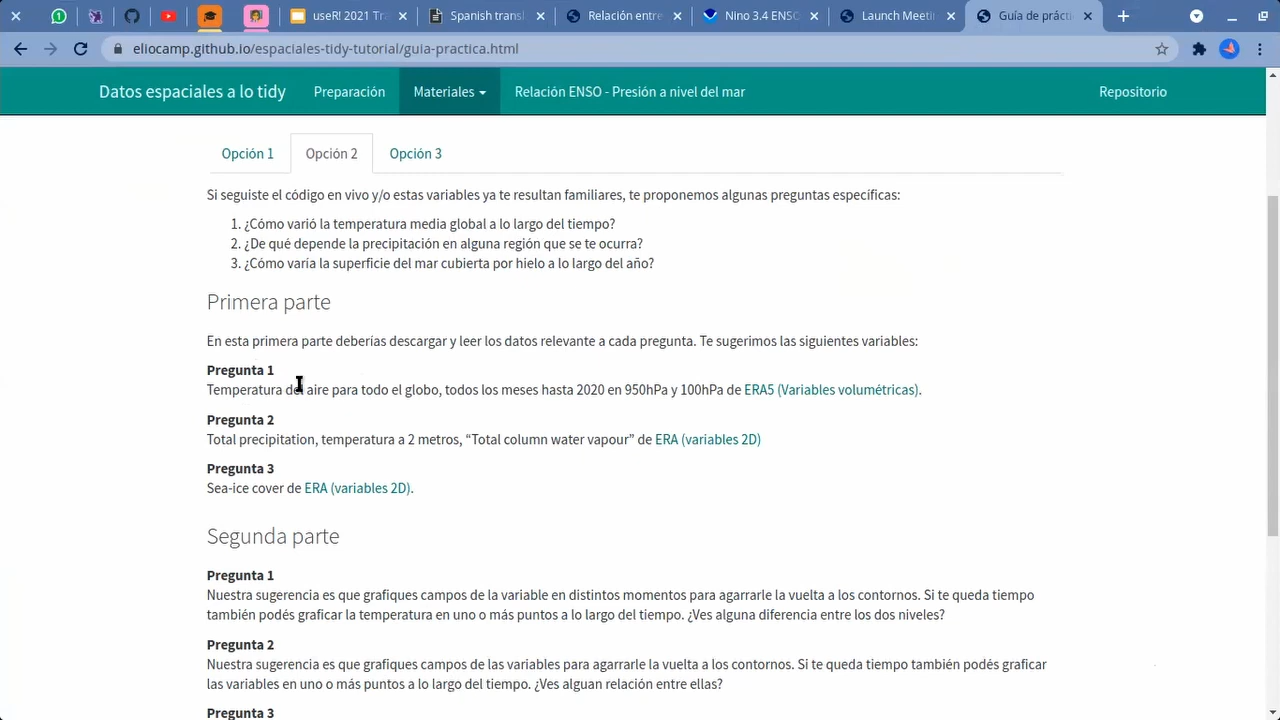 useR! 2021 Tra
Spanish transl
Relación entre
Nino 3.4 ENSO
Launch Meeti
Guía de prácti
eliocamp.github.io/espaciales-tidy-tutorial/guia-practica.html
Datos espaciales a lo tidy
Preparación
Materiales
Relación ENSO - Presión a nivel del mar
Repositorio
Opción 1
Opción 2
Opción 3
Si seguiste el código en vivo y/o estas variables ya te resultan familiares, te proponemos algunas preguntas específicas:
1. ¿Cómo varió la temperatura media global a lo largo del tiempo?
2. ¿De qué depende la precipitación en alguna región que se te ocurra?
3. ¿Cómo varía la superficie del mar cubierta por hielo a lo largo del año?
Primera parte
En esta primera parte deberías descargar y leer los datos relevante a cada pregunta. Te sugerimos las siguientes variables:
Pregunta 1
Temperatura del aire para todo el globo, todos los meses hasta 2020 en 950hPa y 100hPa de ERA5 (Variables volumétricas).
Pregunta 2
Total precipitation, temperatura a 2 metros, “Total column water vapour” de ERA (variables 2D)
Pregunta 3
Sea-ice cover de ERA (variables 2D).
Segunda parte
Pregunta 1
Nuestra sugerencia es que grafiques campos de la variable en distintos momentos para agarrarle la vuelta a los contornos. Si te queda tiempo
también podés graficar la temperatura en uno o más puntos a lo largo del tiempo. ¿Ves alguna diferencia entre los dos niveles?
Pregunta 2
Nuestra sugerencia es que grafiques campos de las variables para agarrarle la vuelta a los contornos. Si te queda tiempo también podés graficar
las variables en uno o más puntos a lo largo del tiempo. ¿Ves alguan relación entre ellas?
Pregunta 3